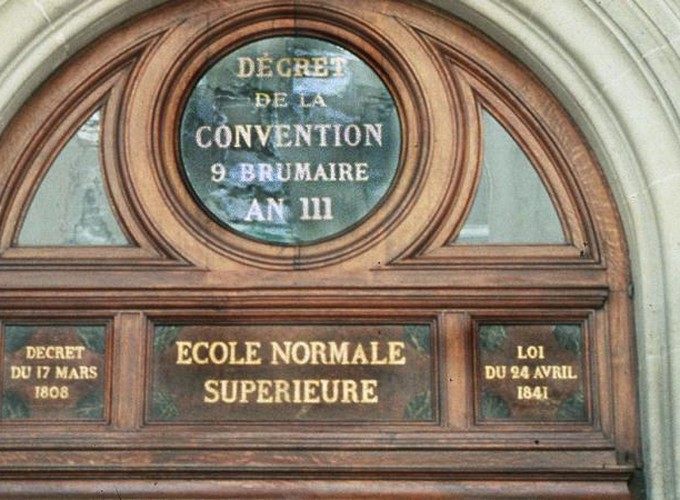 DÉCRET
DE LA
CONVENTION
9 BRUMAIRE
AN III
DECRET
DU 17 MARS
1808
ECOLE NORMALE
SUPERIEURE
LOI
DU 24 AVRIL
1841